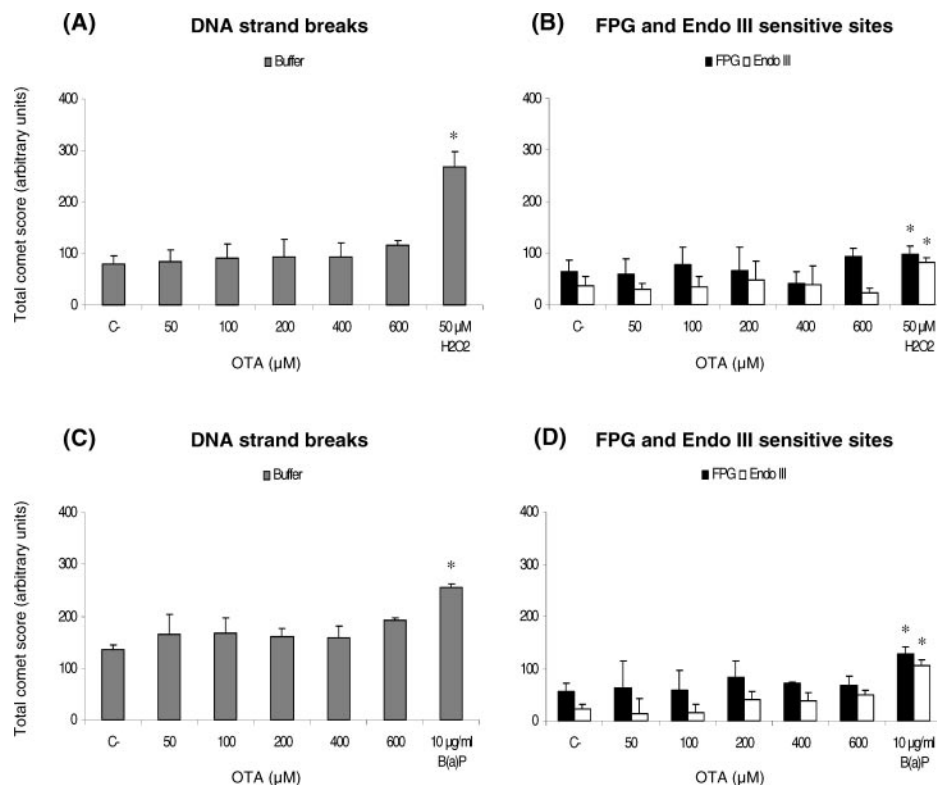 (A) DNA strand breaks
Buffer
Total comet score (arbitrary units)
400
300
200
100
0
*
C- 50 100 200 400 600 50 µM
H2O2
OTA (µM)
(B) FPG and Endo III sensitive sites
FPG Endo III
400
300
200
100
0
* *
C- 50 100 200 400 600 50 µM
H2O2
OTA (µM)
(C) DNA strand breaks
Buffer
Total comet score (arbitrary units)
400
300
200
100
0
*
C- 50 100 200 400 600 10 µg/ml
B(a)P
OTA (µM)
(D) FPG and Endo III sensitive sites
FPG Endo III
400
300
200
100
0
* *
C- 50 100 200 400 600 10 µg/ml
B(a)P
OTA (µM)